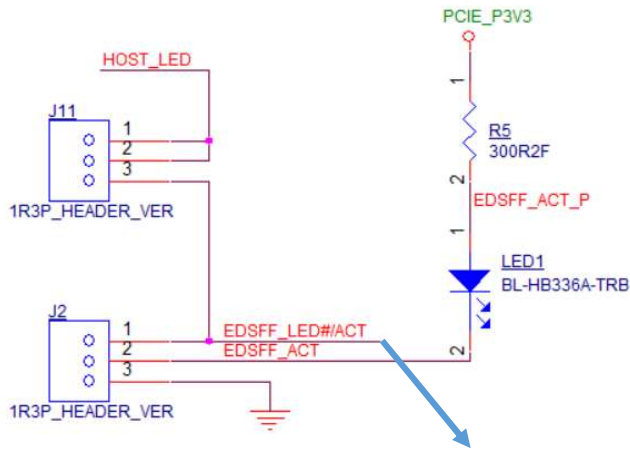 PCIE_P3V3
HOST_LED
1
J11
1
2
3
R5
300R2F
2
1R3P_HEADER_VER
EDSFF_ACT_P
1
LED1
BL-HB336A-TRB
J2
1
2
3
EDSFF_LED#/ACT
EDSFF_ACT
2
1R3P_HEADER_VER